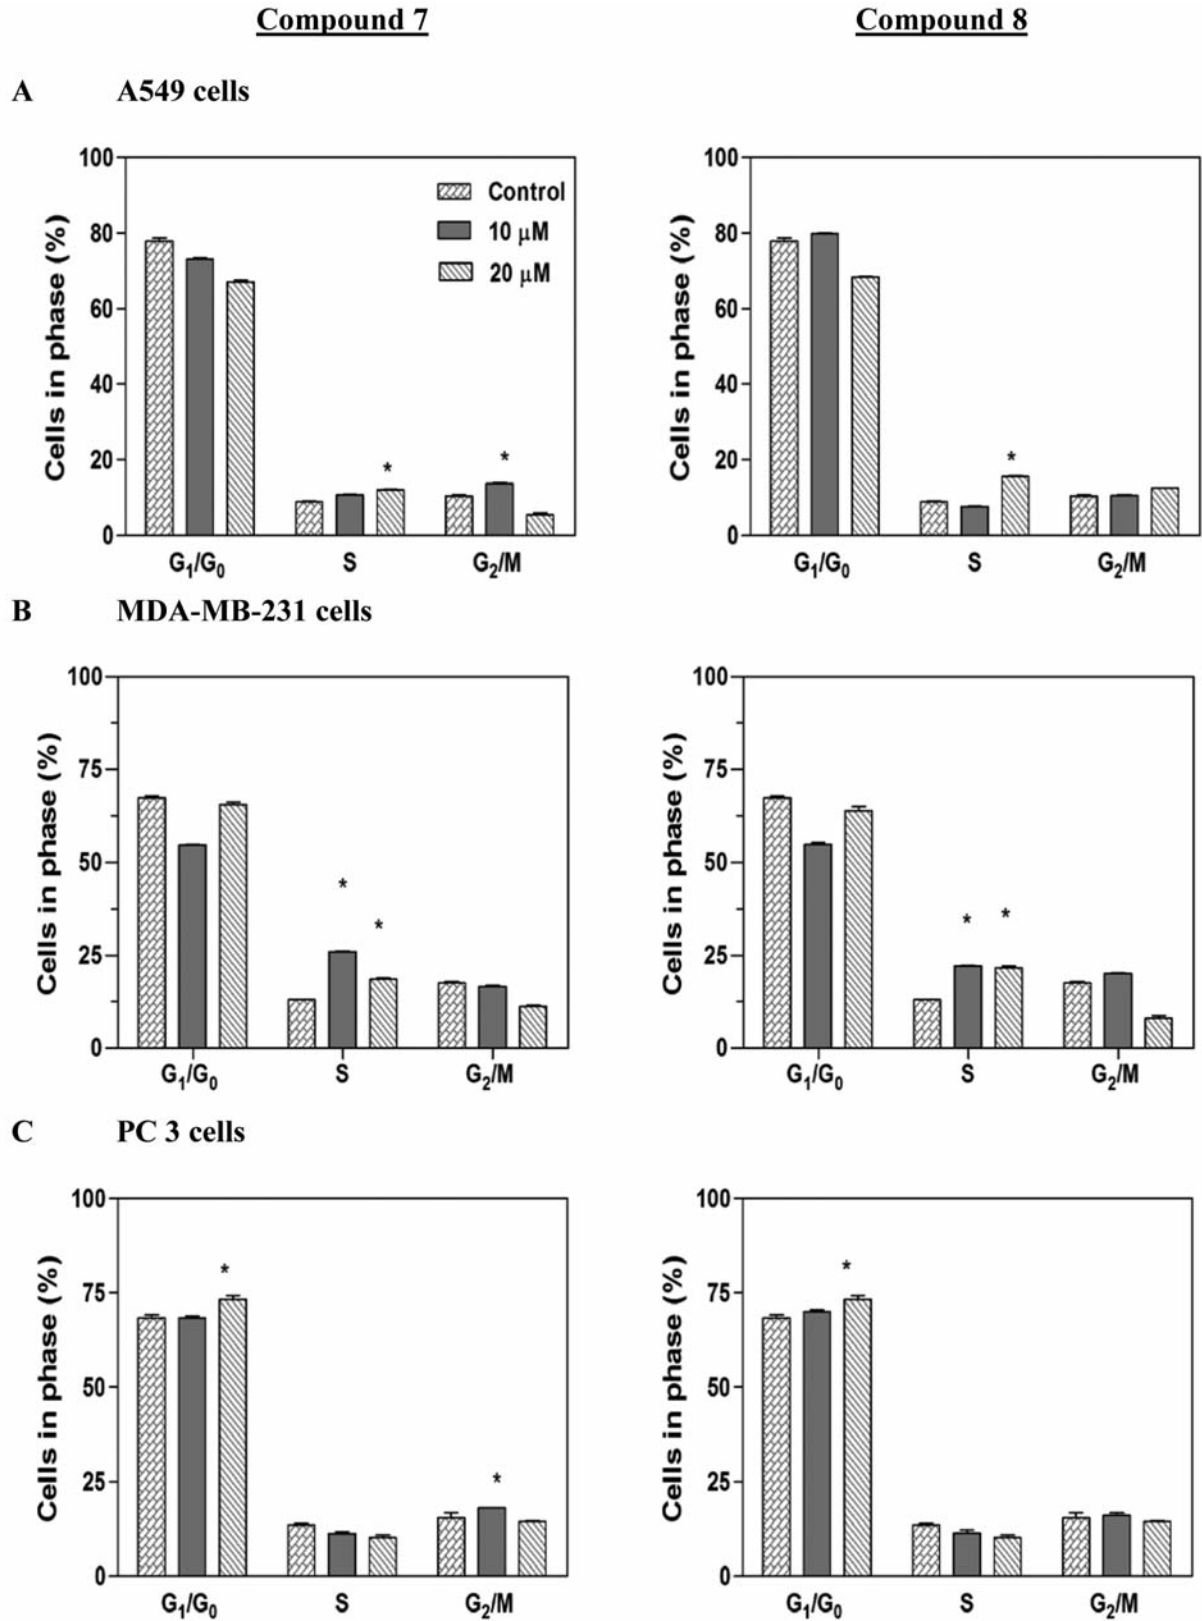 Compound 7 Compound 8
A A549 cells
100 100
Control
80 80
10 μM
20 μM
60 60
Cells in phase (%) Cells in phase (%)
40 40
* * *
20 20
0 0
G₁/G₀ S G₂/M G₁/G₀ S G₂/M
B MDA-MB-231 cells
100 100
75 75
Cells in phase (%) Cells in phase (%)
50 50
* * * *
25 25
0 0
G₁/G₀ S G₂/M G₁/G₀ S G₂/M
C PC 3 cells
100 100
* *
75 75
Cells in phase (%) Cells in phase (%)
50 50
*
25 25
0 0
G₁/G₀ S G₂/M G₁/G₀ S G₂/M